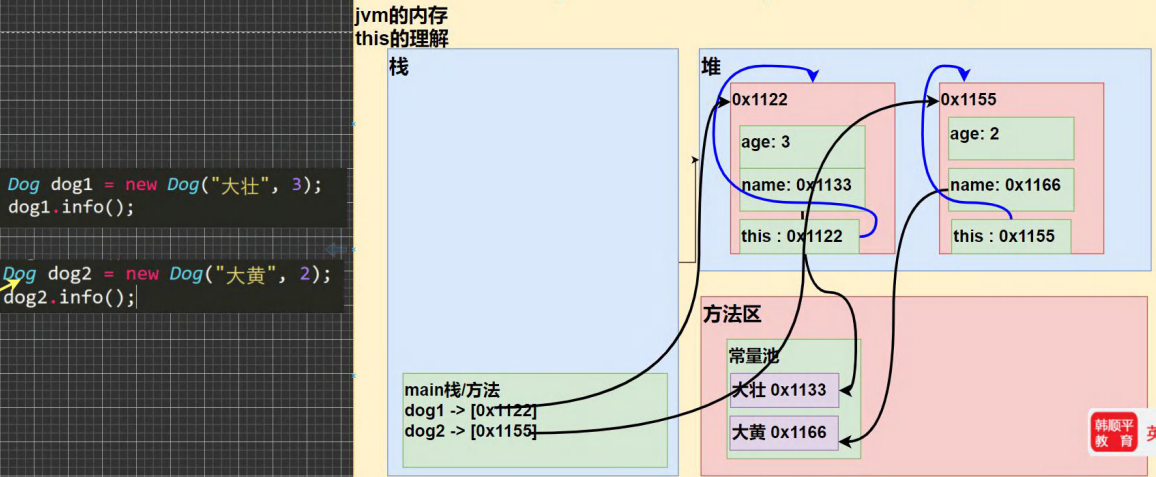 jvm的内存
this的理解
Dog dog1 = new Dog("大壮", 3);
dog1.info();
Dog dog2 = new Dog("大黄", 2);
dog2.info();
栈
main栈/方法
dog1 -> [0x1122]
dog2 -> [0x1155]
堆
0x1122
age: 3
name: 0x1133
this : 0x1122
0x1155
age: 2
name: 0x1166
this : 0x1155
方法区
常量池
大壮 0x1133
大黄 0x1166
韩顺平
教育